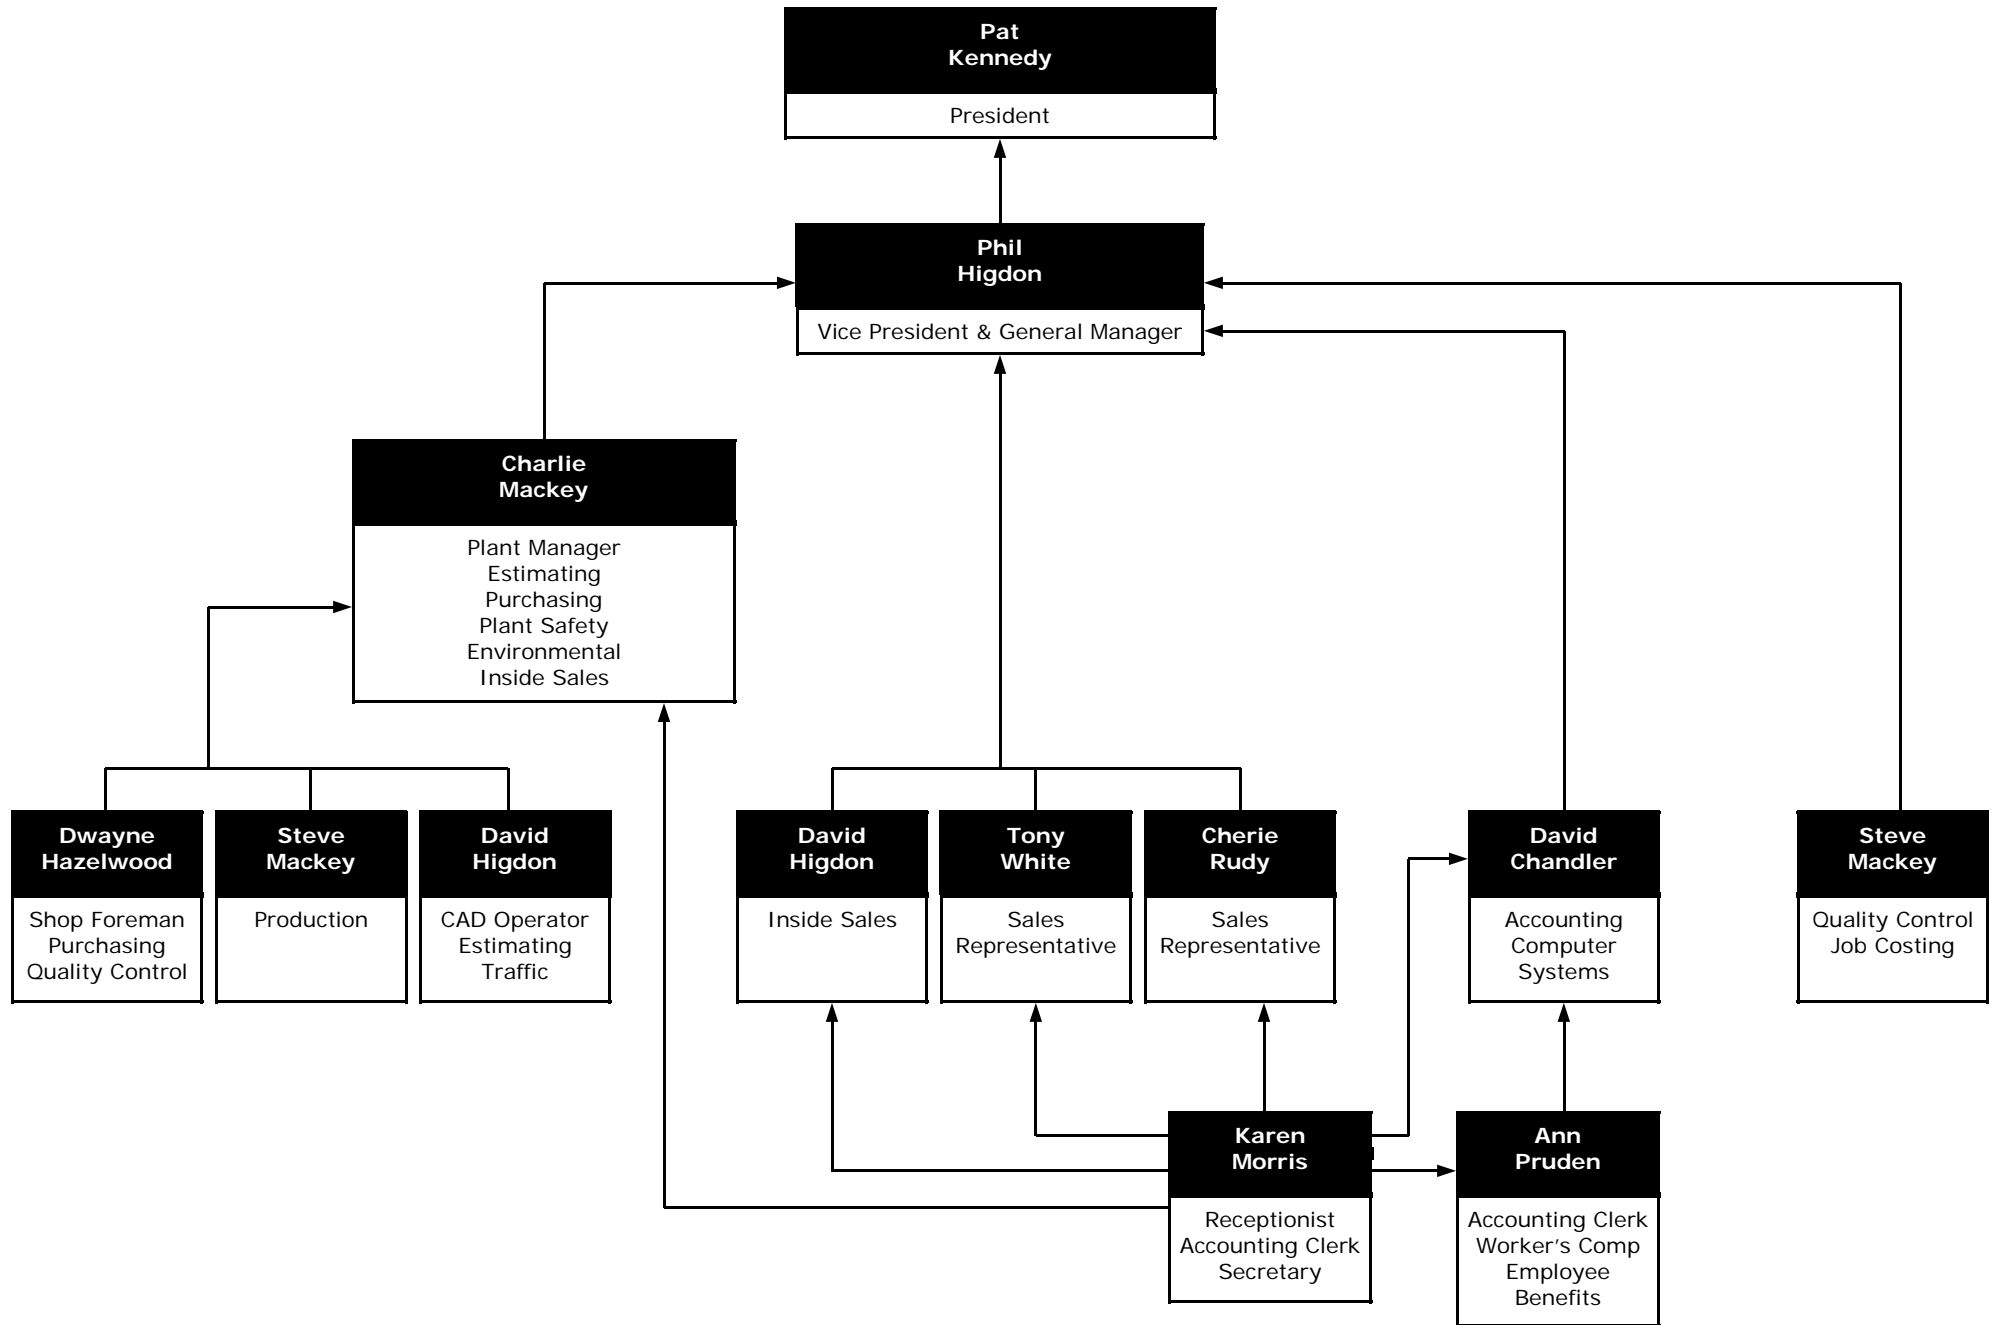 Pat
Kennedy
President
Phil
Higdon
Vice President & General Manager
Charlie
Mackey
Plant Manager
Estimating
Purchasing
Plant Safety
Environmental
Inside Sales
Dwayne
Hazelwood
Shop Foreman
Purchasing
Quality Control
Steve
Mackey
Production
David
Higdon
CAD Operator
Estimating
Traffic
David
Higdon
Inside Sales
Tony
White
Sales
Representative
Cherie
Rudy
Sales
Representative
David
Chandler
Accounting
Computer
Systems
Steve
Mackey
Quality Control
Job Costing
Karen
Morris
Receptionist
Accounting Clerk
Secretary
Ann
Pruden
Accounting Clerk
Worker’s Comp
Employee
Benefits